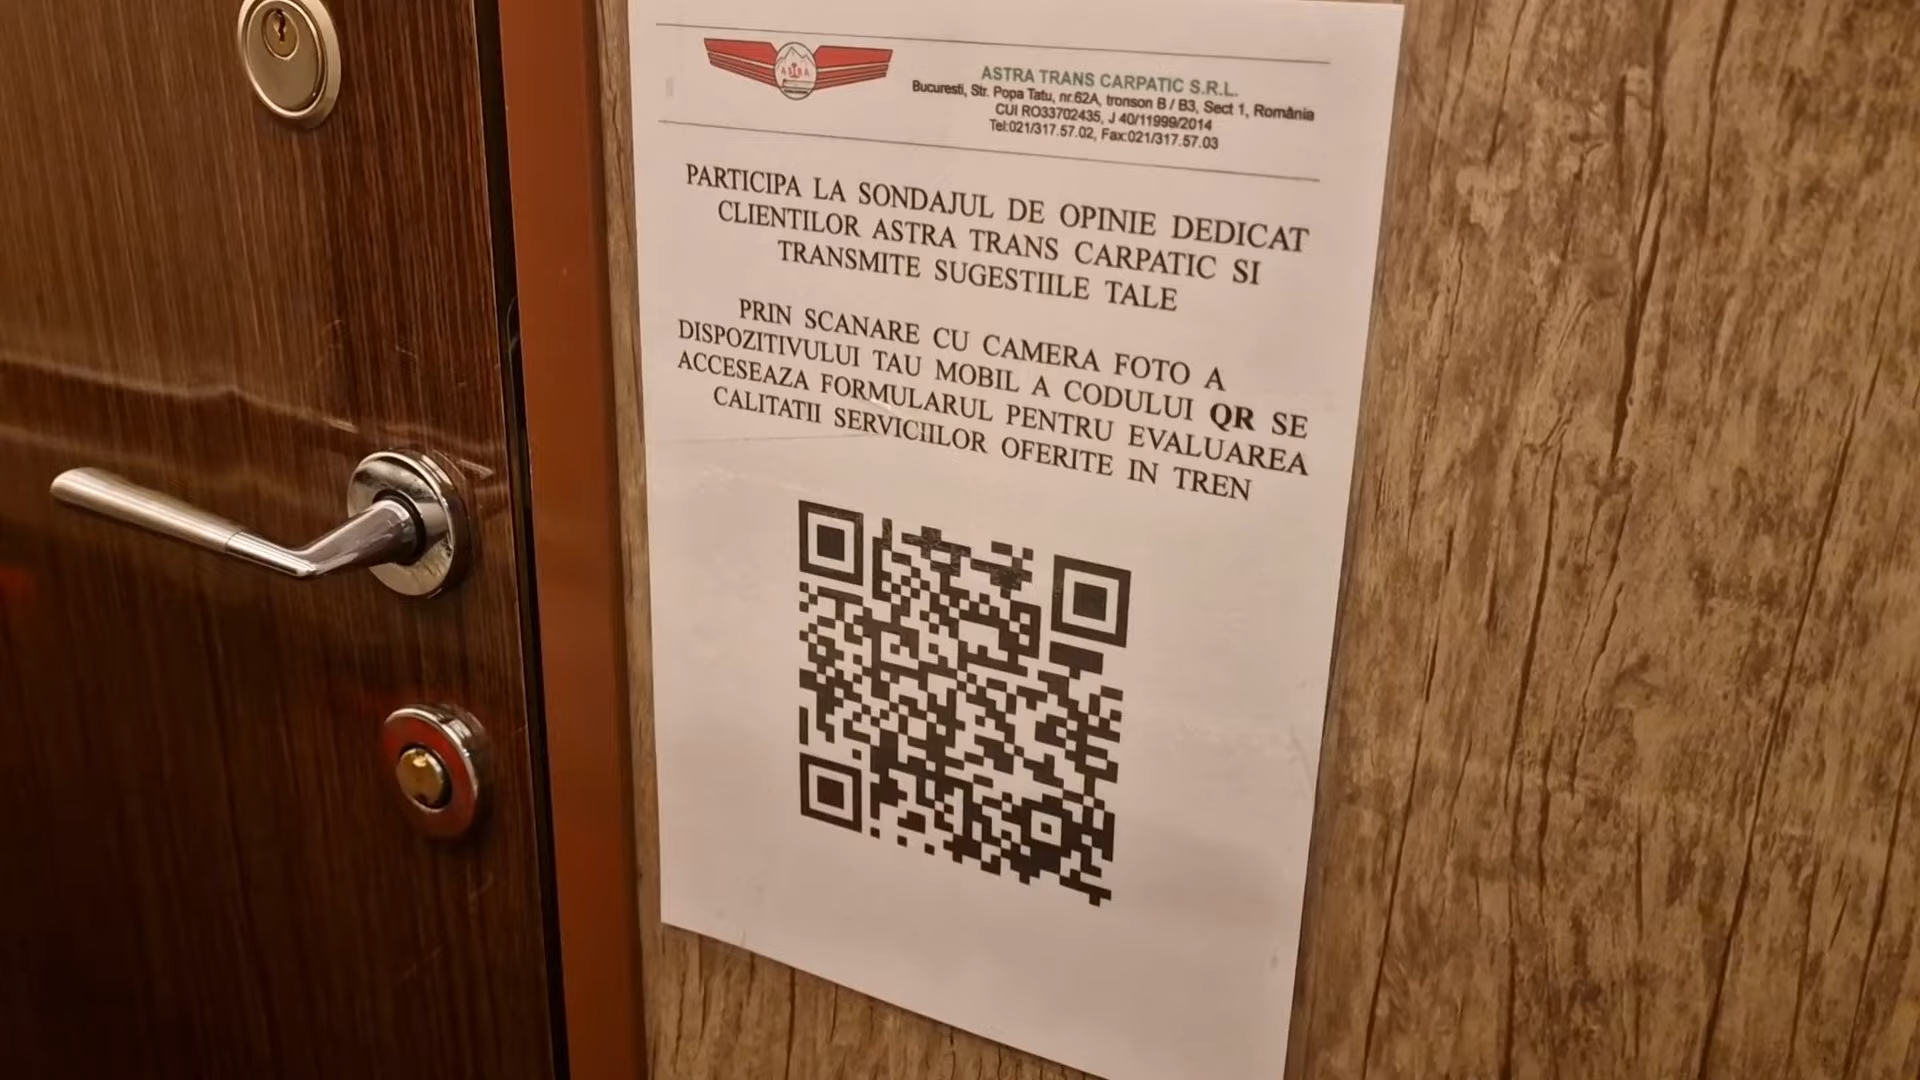 ASTRA
ASTRA TRANS CARPATIC S.R.L.
Bucuresti, Str. Popa Tatu, nr.62A, tronson B / B3, Sect 1, România
CUI RO33702435, J 40/11999/2014
Tel:021/317.57.02, Fax:021/317.57.03
PARTICIPA LA SONDAJUL DE OPINIE DEDICAT
CLIENTILOR ASTRA TRANS CARPATIC SI
TRANSMITE SUGESTIILE TALE
PRIN SCANARE CU CAMERA FOTO A
DISPOZITIVULUI TAU MOBIL A CODULUI QR SE
ACCESEAZA FORMULARUL PENTRU EVALUAREA
CALITATII SERVICIILOR OFERITE IN TREN